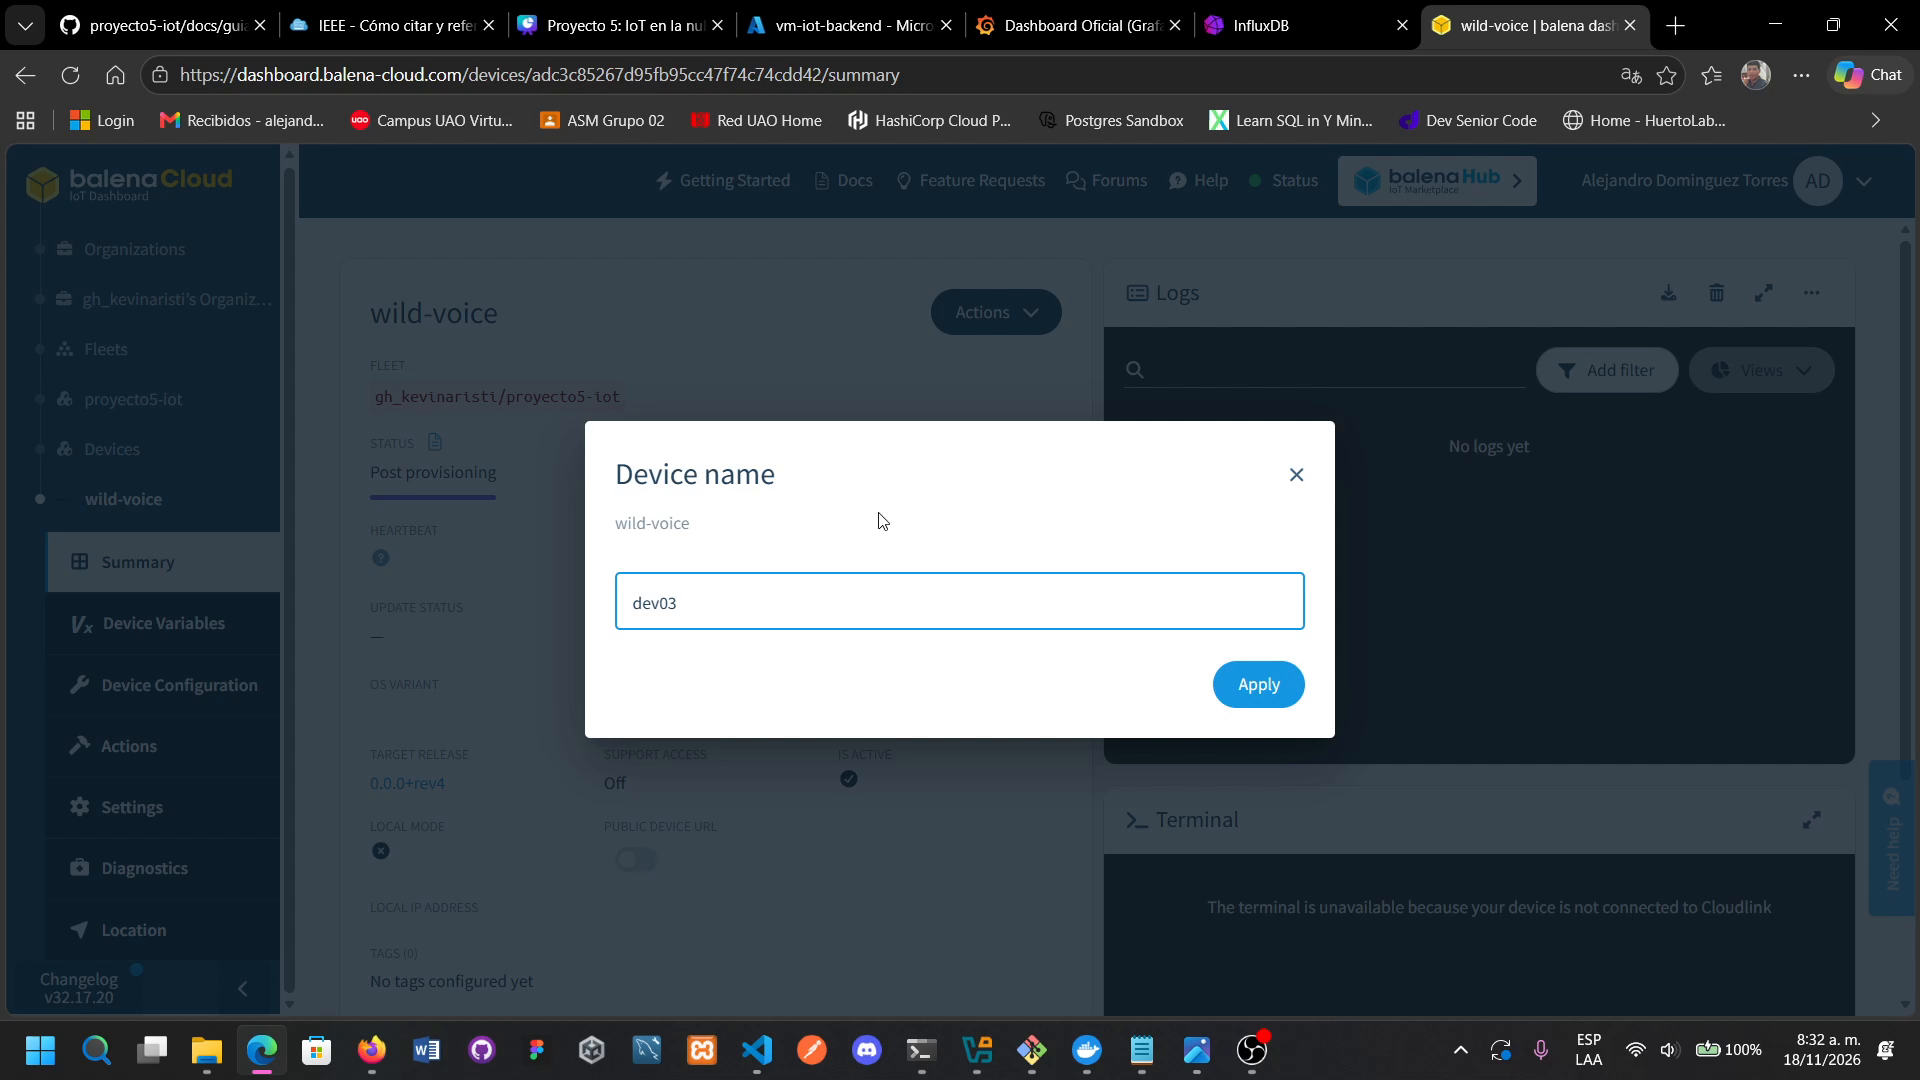 proyecto5-iot/docs/guia
IEEE - Cómo citar y refer
Proyecto 5: IoT en la nu
vm-iot-backend - Micro
Dashboard Oficial (Grafa
InfluxDB
wild-voice | balena dash
https://dashboard.balena-cloud.com/devices/adc3c85267d95fb95cc47f74c74cdd42/summary
Chat
Login
Recibidos - alejand...
Campus UAO Virtu...
ASM Grupo 02
Red UAO Home
HashiCorp Cloud P...
Postgres Sandbox
Learn SQL in Y Min...
Dev Senior Code
Home - HuertoLab...
balenaCloud
IoT Dashboard
Getting Started
Docs
Feature Requests
Forums
Help
Status
balenaHub
IoT Marketplace
Alejandro Dominguez Torres
AD
Organizations
gh_kevinaristi's Organiz...
Fleets
proyecto5-iot
Devices
wild-voice
Summary
Device Variables
Device Configuration
Actions
Settings
Diagnostics
Location
Changelog
v32.17.20
wild-voice
Actions
FLEET
gh_kevinaristi/proyecto5-iot
STATUS
Post provisioning
HEARTBEAT
UPDATE STATUS
—
OS VARIANT
TARGET RELEASE
0.0.0+rev4
SUPPORT ACCESS
Off
IS ACTIVE
LOCAL MODE
PUBLIC DEVICE URL
LOCAL IP ADDRESS
TAGS (0)
No tags configured yet
Device name
wild-voice
dev03
Apply
Logs
Add filter
Views
No logs yet
Terminal
The terminal is unavailable because your device is not connected to Cloudlink
Need help
ESP
LAA
100%
8:32 a. m.
18/11/2026